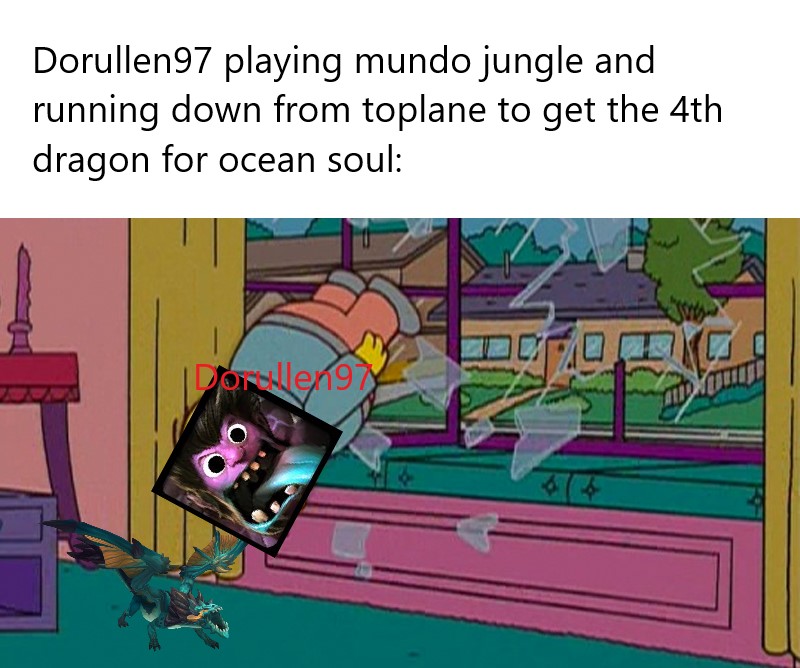 Dorullen97 playing mundo jungle and
running down from toplane to get the 4th
dragon for ocean soul:
Dorullen97